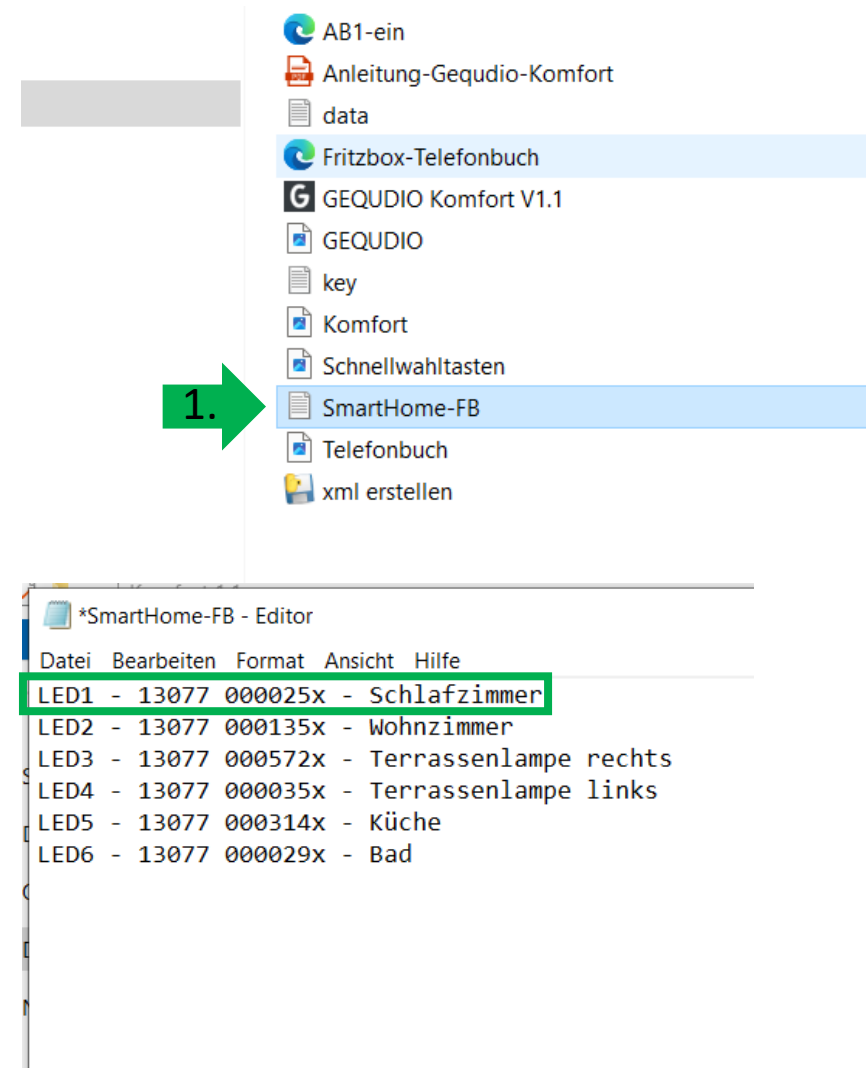 AB1-ein
Anleitung-Gequdio-Komfort
data
Fritzbox-Telefonbuch
GEQUDIO Komfort V1.1
GEQUDIO
key
Komfort
Schnellwahltasten
1.
SmartHome-FB
Telefonbuch
xml erstellen
*SmartHome-FB - Editor
Datei Bearbeiten Format Ansicht Hilfe
LED1 - 13077 000025x - Schlafzimmer
LED2 - 13077 000135x - Wohnzimmer
LED3 - 13077 000572x - Terrassenlampe rechts
LED4 - 13077 000035x - Terrassenlampe links
LED5 - 13077 000314x - Küche
LED6 - 13077 000029x - Bad